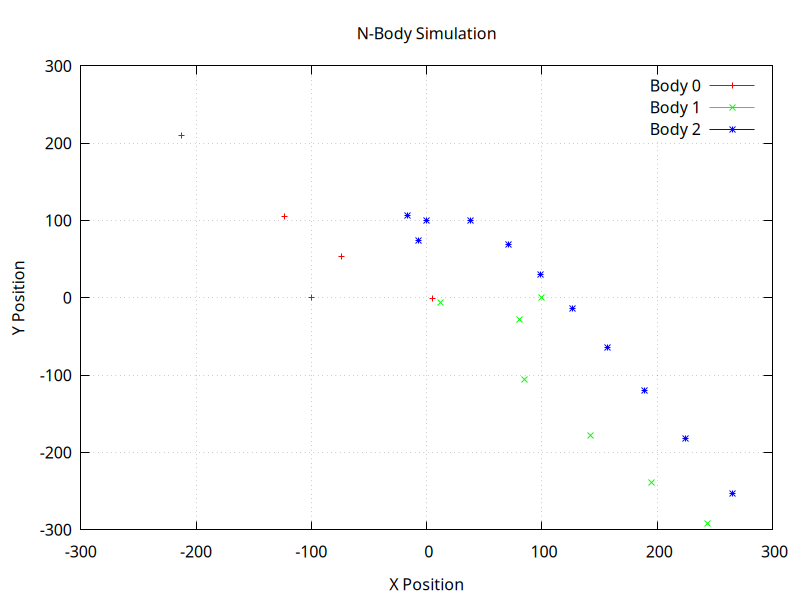 N-Body Simulation
Body 0
Body 1
Body 2
300
200
100
0
-100
-200
-300
Y Position
-300 -200 -100 0 100 200 300
X Position